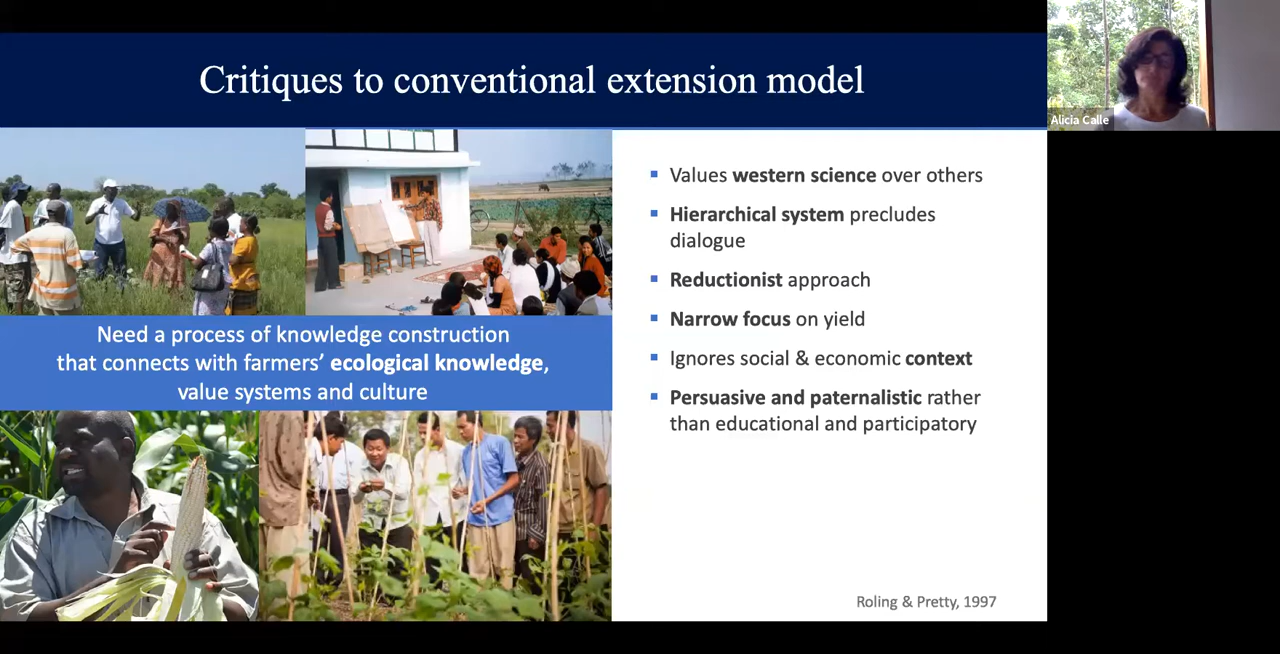 Critiques to conventional extension model
Alicia Calle
Need a process of knowledge construction
that connects with farmers’ ecological knowledge,
value systems and culture
Values western science over others
Hierarchical system precludes
dialogue
Reductionist approach
Narrow focus on yield
Ignores social & economic context
Persuasive and paternalistic rather
than educational and participatory
Roling & Pretty, 1997